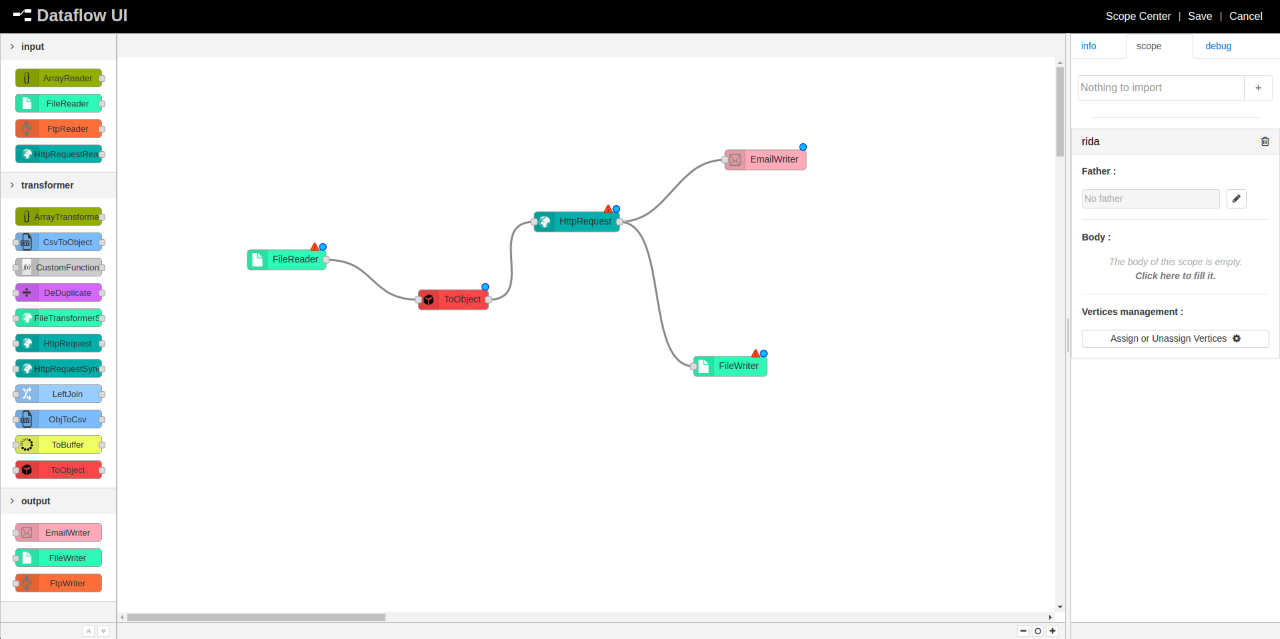 Dataflow UI
Scope Center | Save | Cancel
input
ArrayReader
FileReader
FtpReader
HttpRequestRea
transformer
ArrayTransforme
CsvToObject
CustomFunction
DeDuplicate
FileTransformerS
HttpRequest
HttpRequestSyn
LeftJoin
ObjToCsv
ToBuffer
ToObject
output
EmailWriter
FileWriter
FtpWriter
FileReader
ToObject
HttpRequest
EmailWriter
FileWriter
info
scope
debug
Nothing to import
+
rida
Father :
No father
Body :
The body of this scope is empty.
Click here to fill it.
Vertices management :
Assign or Unassign Vertices